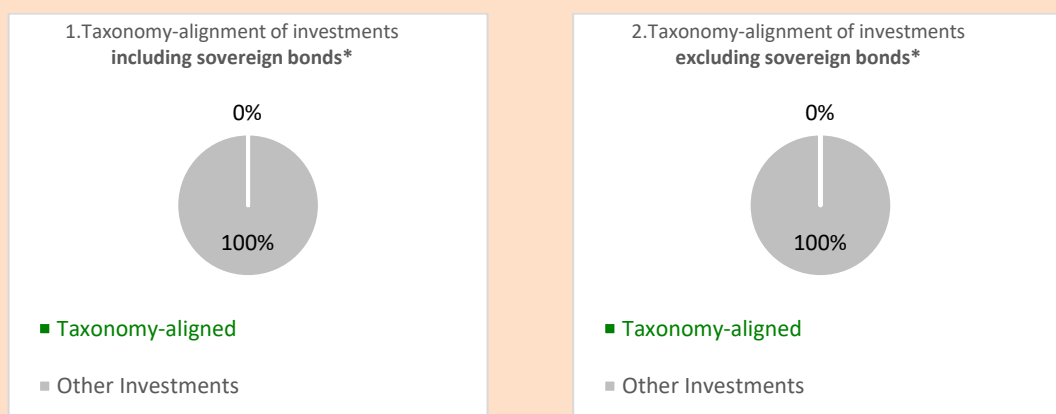 1.Taxonomy-alignment of investments
including sovereign bonds*
0%
100%
Taxonomy-aligned
Other Investments
2.Taxonomy-alignment of investments
excluding sovereign bonds*
0%
100%
Taxonomy-aligned
Other Investments